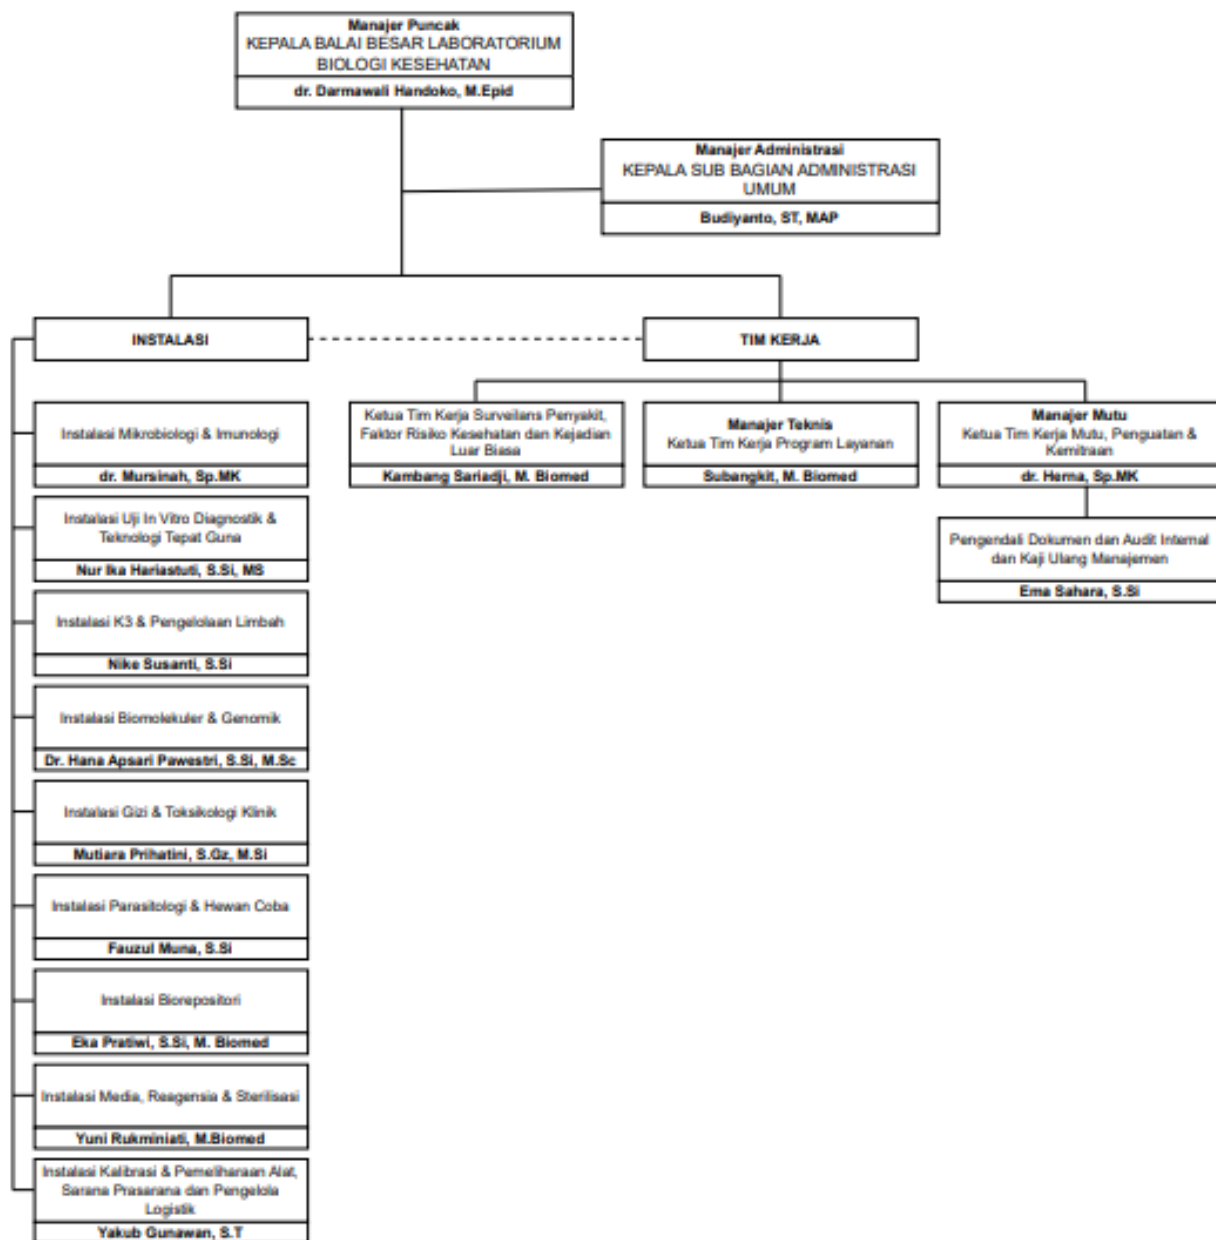 Manajer Puncak
KEPALA BALAI BESAR LABORATORIUM
BIOLOGI KESEHATAN
dr. Darmawali Handoko, M.Epid
Manajer Administrasi
KEPALA SUB BAGIAN ADMINISTRASI
UMUM
Budiyanto, ST, MAP
INSTALASI
TIM KERJA
Instalasi Mikrobiologi & Imunologi
dr. Mursinah, Sp.MK
Instalasi Uji In Vitro Diagnostik &
Teknologi Tepat Guna
Nur Ika Hariastuti, S.Si, MS
Instalasi K3 & Pengelolaan Limbah
Nike Susanti, S.Si
Instalasi Biomolekuler & Genomik
Dr. Hana Apsari Pawestri, S.Si, M.Sc
Instalasi Gizi & Toksikologi Klinik
Mutiara Prihatini, S.Gz, M.Si
Instalasi Parasitologi & Hewan Coba
Fauzul Muna, S.Si
Instalasi Biorepositori
Eka Pratiwi, S.Si, M. Biomed
Instalasi Media, Reagensia & Sterilisasi
Yuni Rukminiati, M.Biomed
Instalasi Kalibrasi & Pemeliharaan Alat,
Sarana Prasarana dan Pengelola
Logistik
Yakub Gunawan, S.T
Ketua Tim Kerja Surveilans Penyakit,
Faktor Risiko Kesehatan dan Kejadian
Luar Biasa
Kambang Sariadji, M. Biomed
Manajer Teknis
Ketua Tim Kerja Program Layanan
Subangkit, M. Biomed
Manajer Mutu
Ketua Tim Kerja Mutu, Penguatan &
Kemitraan
dr. Herna, Sp.MK
Pengendali Dokumen dan Audit Internal
dan Kaji Ulang Manajemen
Ema Sahara, S.Si